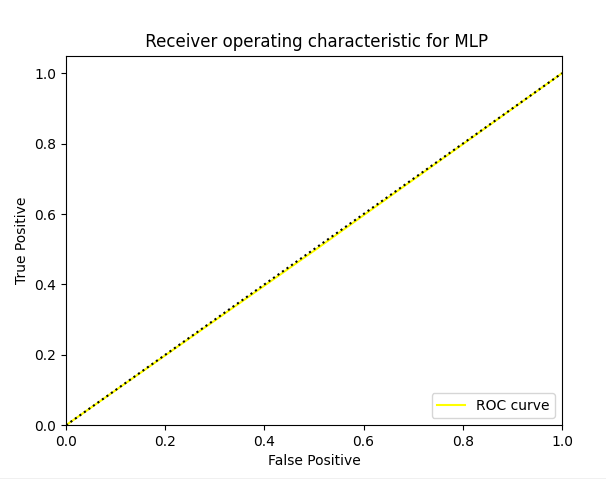 Receiver operating characteristic for MLP
True Positive
1.0
0.8
0.6
0.4
0.2
0.0
ROC curve
0.0 0.2 0.4 0.6 0.8 1.0
False Positive